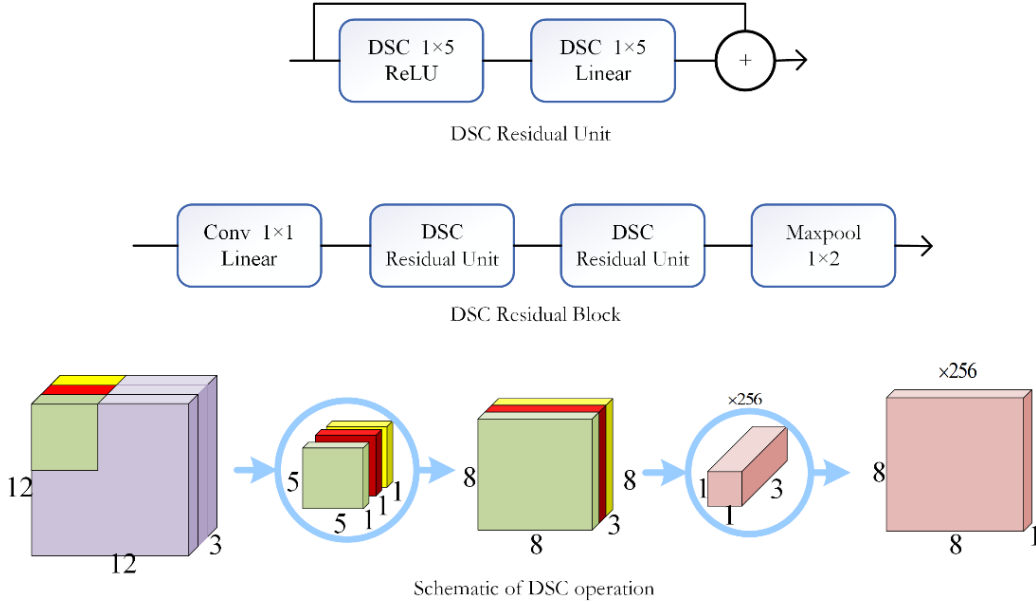 DSC 1×5
ReLU
DSC 1×5
Linear
+
DSC Residual Unit
Conv 1×1
Linear
DSC
Residual Unit
DSC
Residual Unit
Maxpool
1×2
DSC Residual Block
12
12
3
5
5
1
1
1
8
8
3
8
×256
1
1
3
×256
8
8
1
Schematic of DSC operation